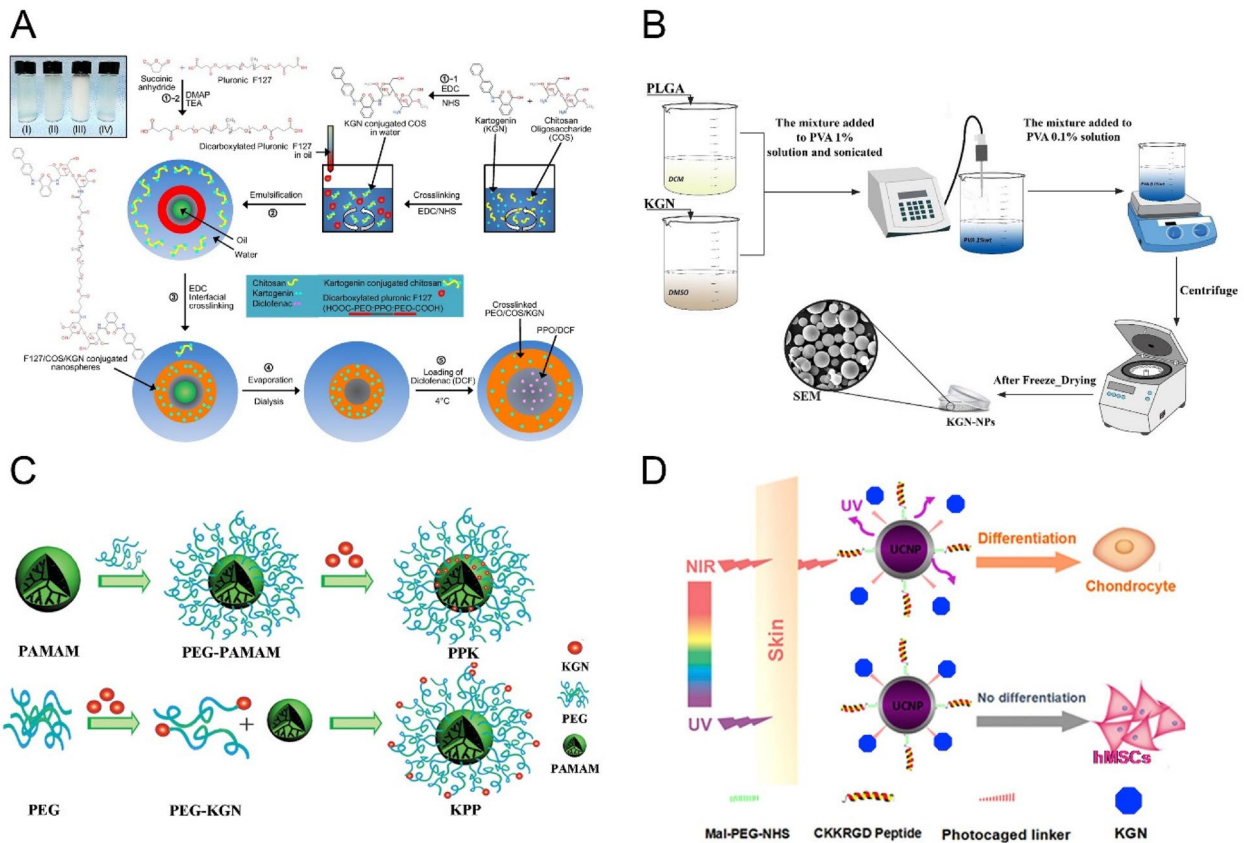 A
Succinic
anhydride
+
Pluronic F127
①-2
DMAP
TEA
(I)
(II)
(III)
(IV)
Dicarboxylated Pluronic F127
in oil
KGN conjugated COS
in water
①-1
EDC
NHS
Kartogenin
(KGN)
+
Chitosan
Oligosaccharide
(COS)
Emulsification
②
Crosslinking
EDC/NHS
Oil
Water
③
EDC
Interfacial
crosslinking
Chitosan
Kartogenin
Diclofenac
Kartogenin conjugated chitosan
Dicarboxylated pluronic F127
(HOOC-PEO:PPO:PEO-COOH)
F127/COS/KGN conjugated
nanospheres
④
Evaporation
Dialysis
⑤
Loading of
Diclofenac (DCF)
4°C
Crosslinked
PEO/COS/KGN
PPO/DCF
B
PLGA
DCM
KGN
DMSO
The mixture added
to PVA 1%
solution and sonicated
The mixture added to
PVA 0.1% solution
Centrifuge
After Freeze_Drying
KGN-NPs
SEM
C
PAMAM
PEG-PAMAM
PPK
KGN
PEG
PAMAM
PEG
PEG-KGN
+
KPP
D
NIR
UV
Skin
UV
UCNP
Differentiation
Chondrocyte
UCNP
No differentiation
hMSCs
Mal-PEG-NHS
CKKRGD Peptide
Photocaged linker
KGN